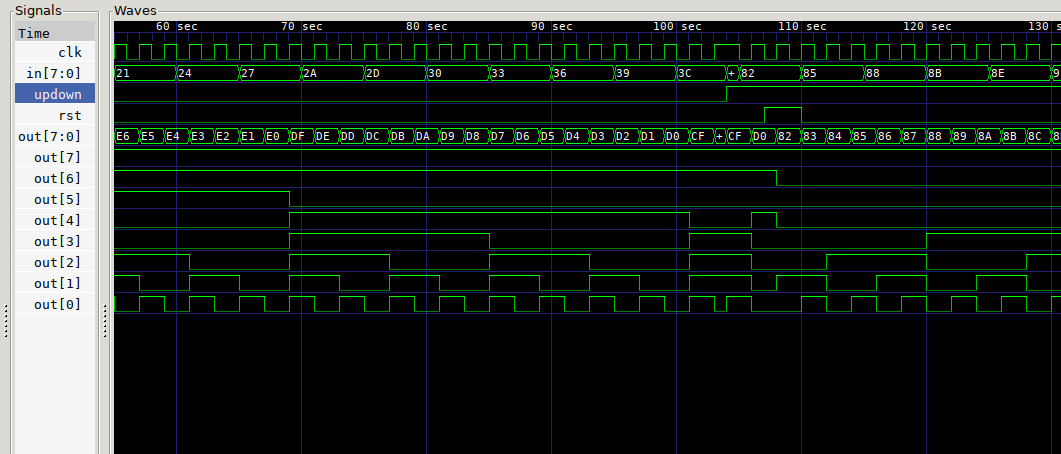 Signals
Waves
Time
60 sec 70 sec 80 sec 90 sec 100 sec 110 sec 120 sec 130 s
clk
in[7:0] 21 24 27 2A 2D 30 33 36 39 3C + 82 85 88 8B 8E 9
updown
rst
out[7:0] E6 E5 E4 E3 E2 E1 E0 DF DE DD DC DB DA D9 D8 D7 D6 D5 D4 D3 D2 D1 D0 CF + CF D0 82 83 84 85 86 87 88 89 8A 8B 8C 8
out[7]
out[6]
out[5]
out[4]
out[3]
out[2]
out[1]
out[0]